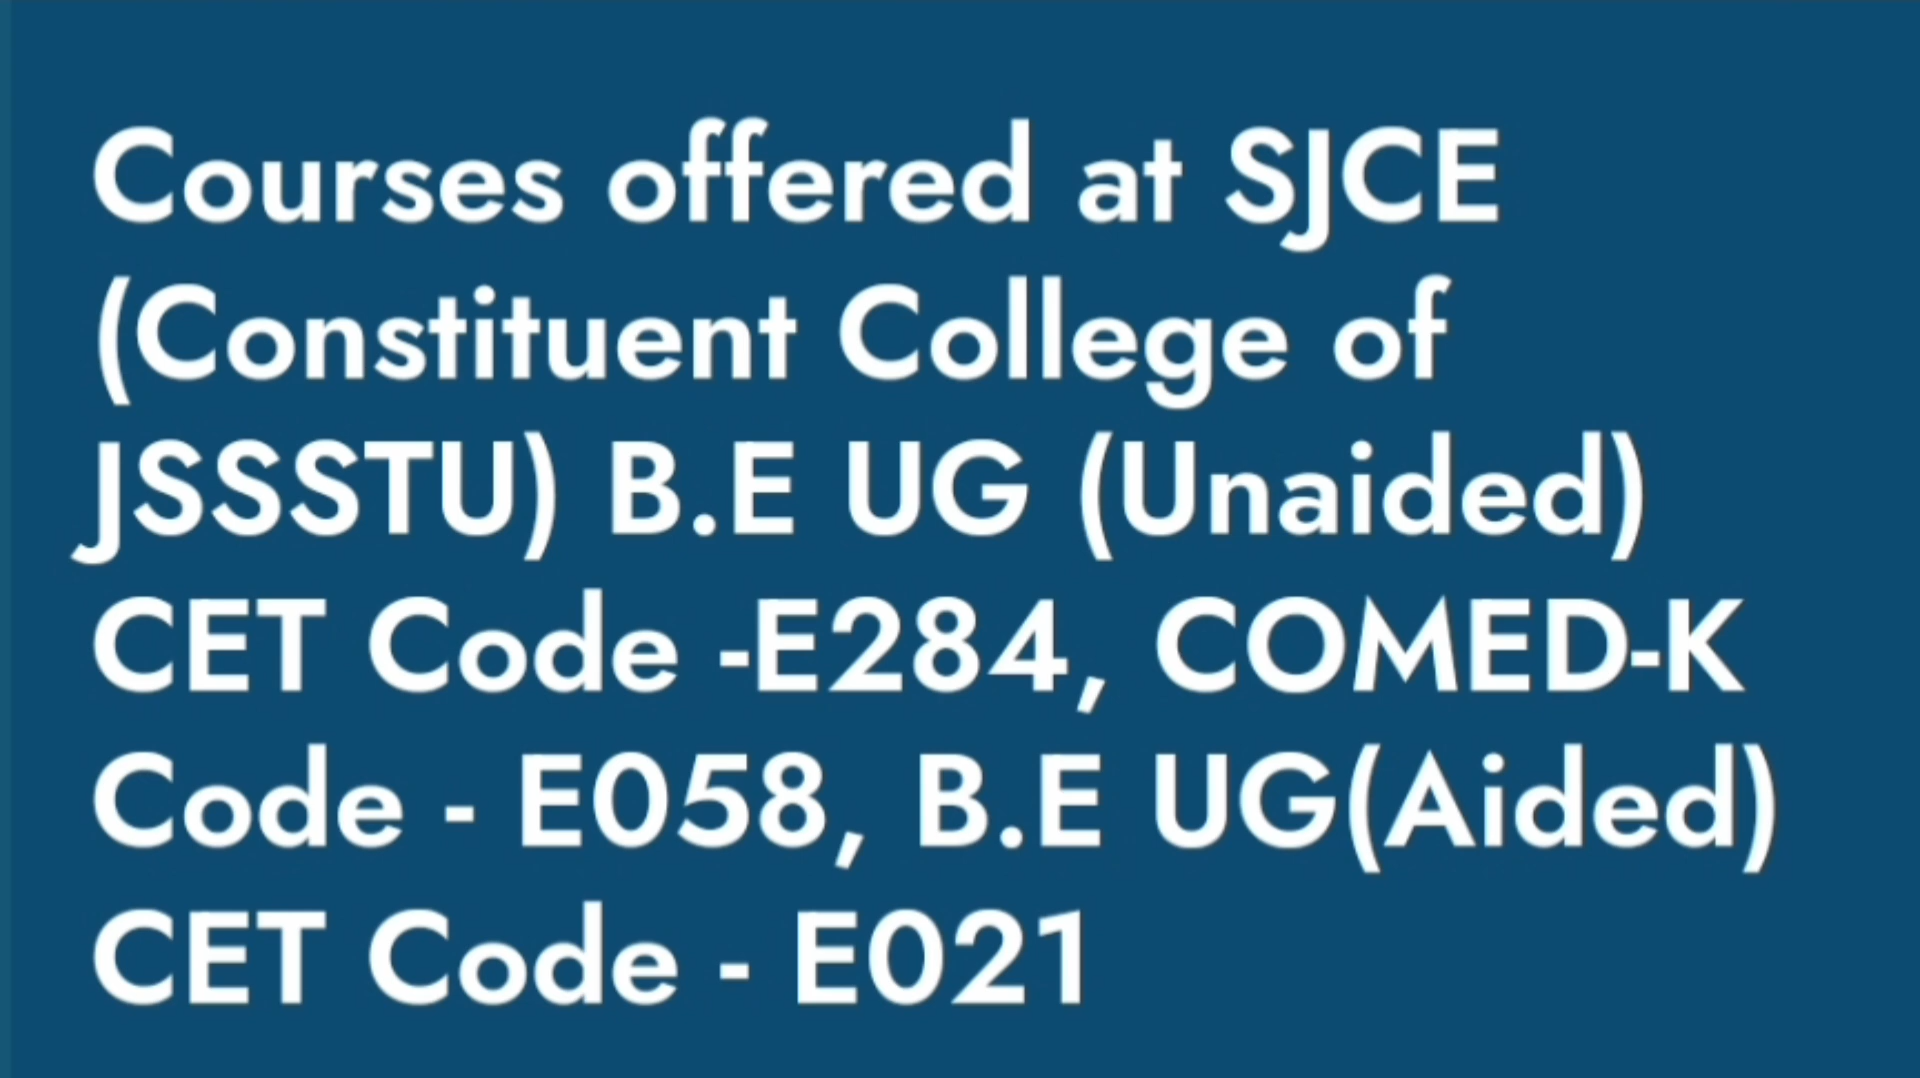 Courses offered at SJCE
(Constituent College of
JSSSTU) B.E UG (Unaided)
CET Code -E284, COMED-K
Code - E058, B.E UG(Aided)
CET Code - E021